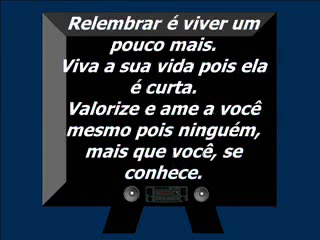 Relembrar é viver um
pouco mais.
Viva a sua vida pois ela
é curta.
Valorize e ame a você
mesmo pois ninguém,
mais que você, se
conhece.